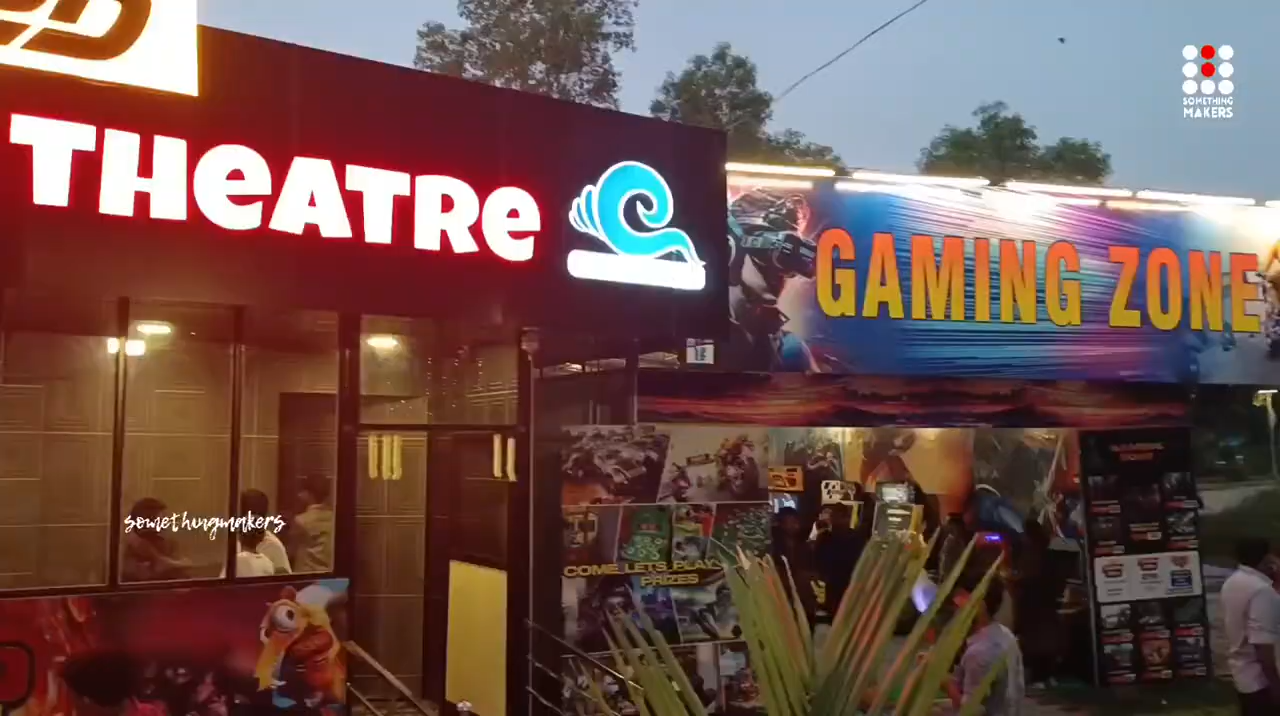 THEATRE
GAMING ZONE
SOMETHING
MAKERS
somethingmakers
COME LETS PLAY
PRIZES